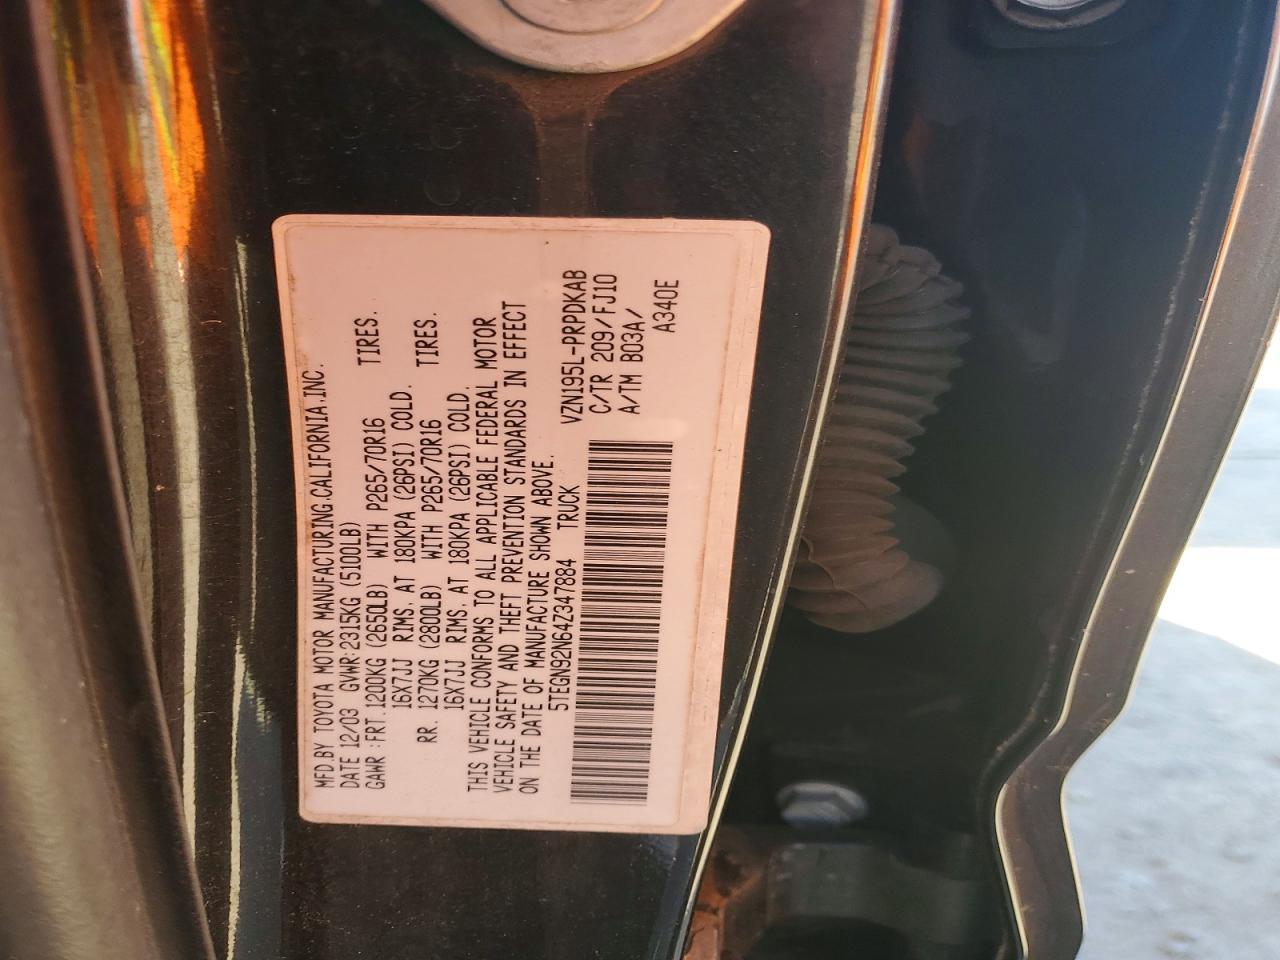 MFD.BY TOYOTA MOTOR MANUFACTURING.CALIFORNIA.INC.
DATE 12/03 GVWR:2315KG (5100LB)
GAWR :FRT.1200KG (2650LB) WITH P265/70R16 TIRES.
16X7JJ RIMS. AT 180KPA (26PSI) COLD.
RR. 1270KG (2800LB) WITH P265/70R16 TIRES.
16X7JJ RIMS. AT 180KPA (26PSI) COLD.
THIS VEHICLE CONFORMS TO ALL APPLICABLE FEDERAL MOTOR
VEHICLE SAFETY AND THEFT PREVENTION STANDARDS IN EFFECT
ON THE DATE OF MANUFACTURE SHOWN ABOVE.
5TEGN92N64Z347884 TRUCK
VZN195L-PRPDKAB
C/TR 209/FJ10
A/TM B03A/
A340E